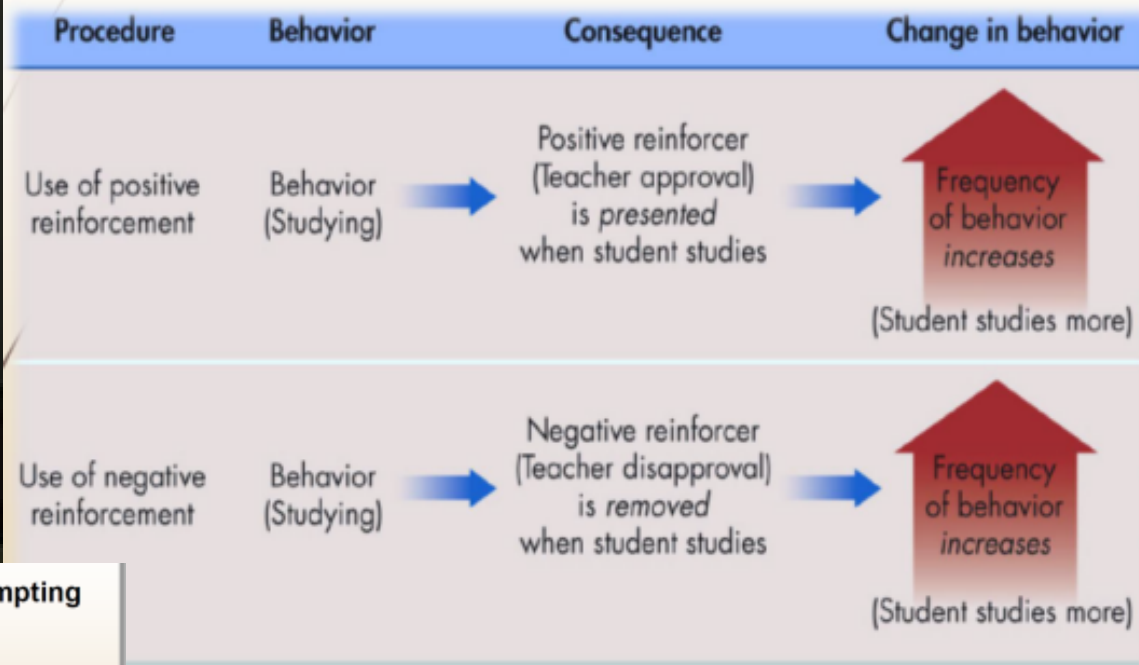 Procedure Behavior Consequence Change in behavior
Use of positive
reinforcement
Behavior
(Studying)
Positive reinforcer
(Teacher approval)
is presented
when student studies
Frequency
of behavior
increases
(Student studies more)
Use of negative
reinforcement
Behavior
(Studying)
Negative reinforcer
(Teacher disapproval)
is removed
when student studies
Frequency
of behavior
increases
(Student studies more)
mpting